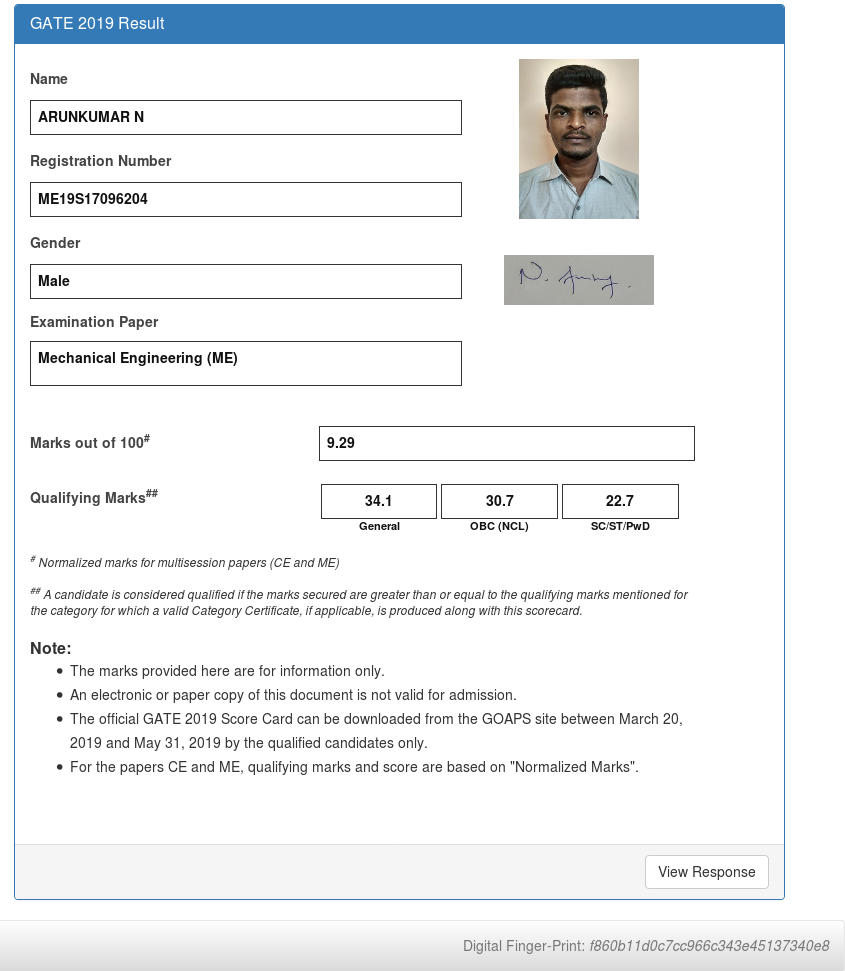 GATE 2019 Result
Name
ARUNKUMAR N
Registration Number
ME19S17096204
Gender
Male
N.
Examination Paper
Mechanical Engineering (ME)
Marks out of 100#
9.29
Qualifying Marks##
34.1 30.7 22.7
General OBC (NCL) SC/ST/PwD
# Normalized marks for multisession papers (CE and ME)
## A candidate is considered qualified if the marks secured are greater than or equal to the qualifying marks mentioned for
the category for which a valid Category Certificate, if applicable, is produced along with this scorecard.
Note:
• The marks provided here are for information only.
• An electronic or paper copy of this document is not valid for admission.
• The official GATE 2019 Score Card can be downloaded from the GOAPS site between March 20,
2019 and May 31, 2019 by the qualified candidates only.
• For the papers CE and ME, qualifying marks and score are based on "Normalized Marks".
View Response
Digital Finger-Print: f860b11d0c7cc966c343e45137340e8